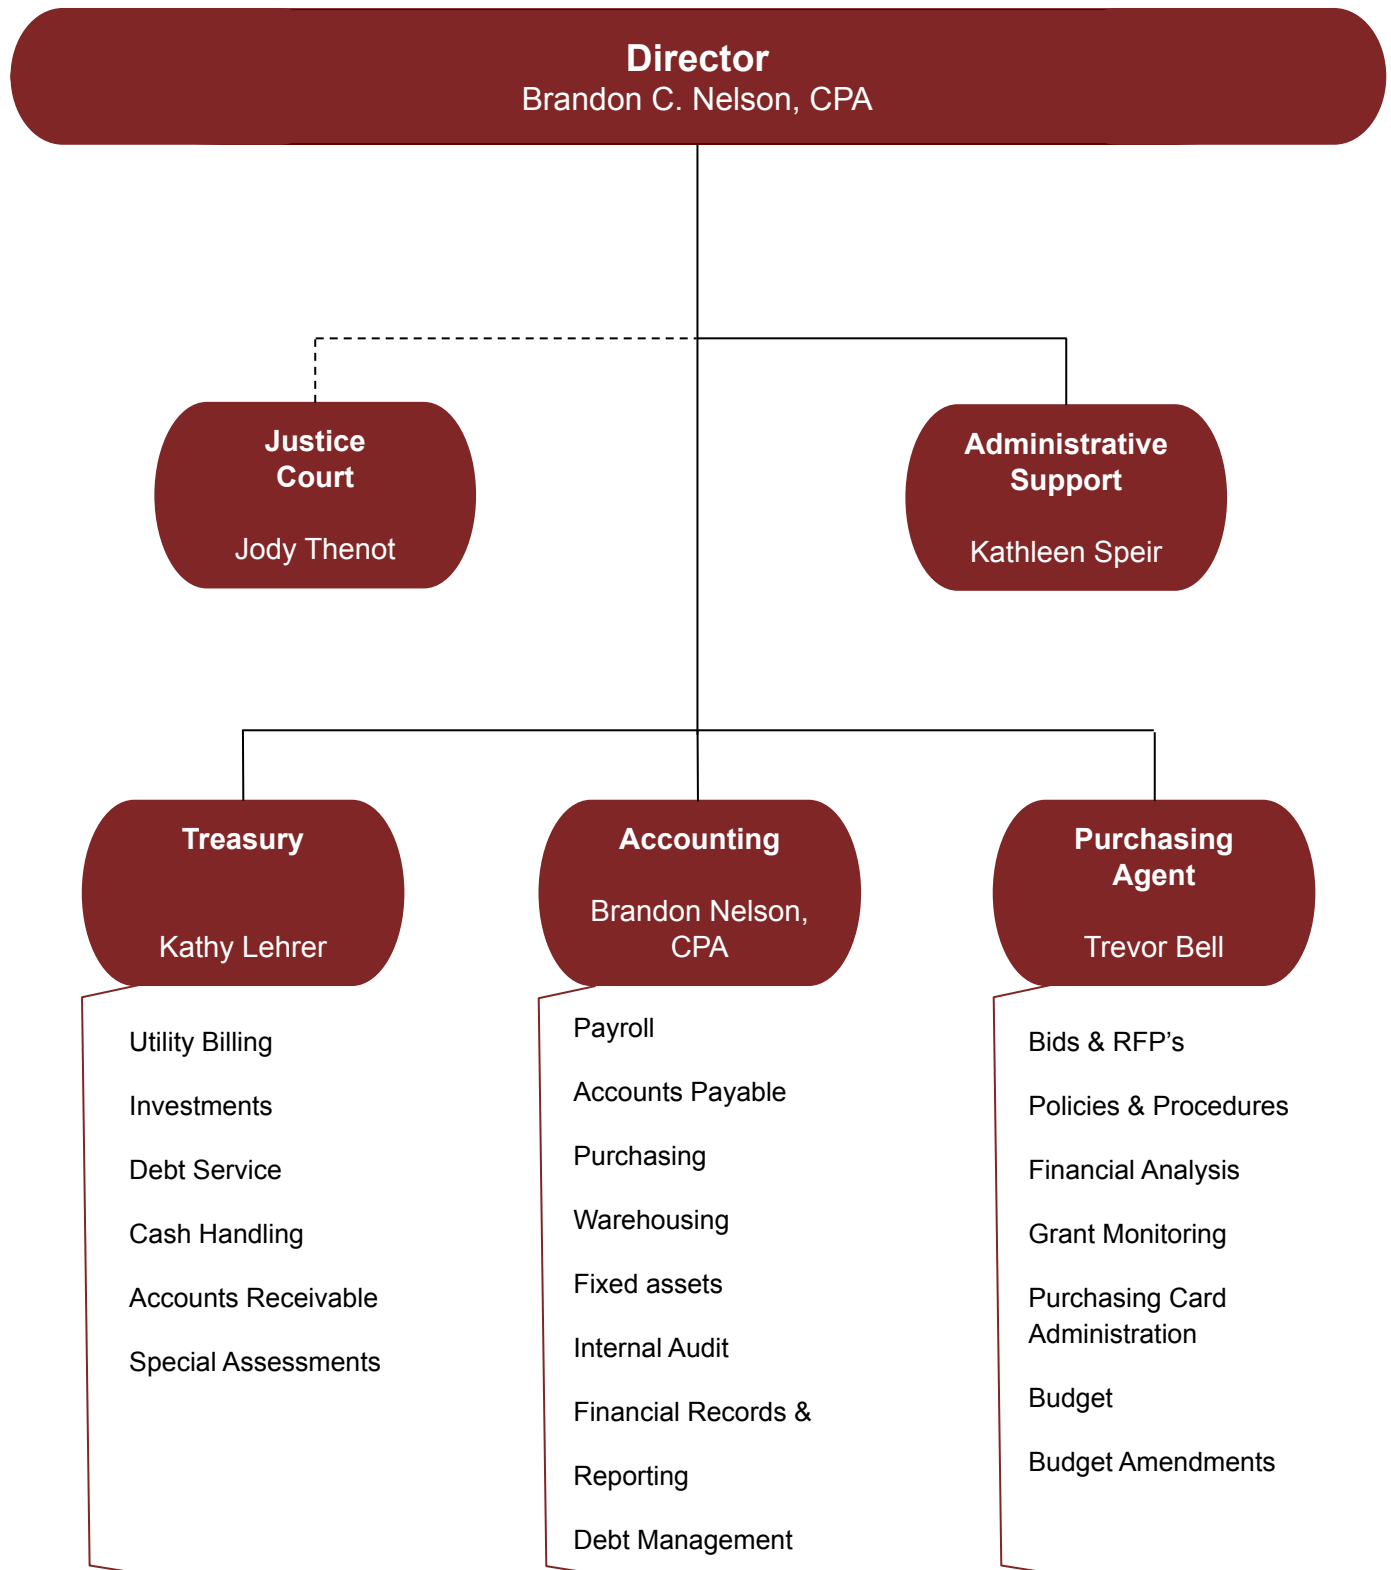 Director
Brandon C. Nelson, CPA
Justice
Court
Jody Thenot
Administrative
Support
Kathleen Speir
Treasury
Kathy Lehrer
Accounting
Brandon Nelson,
CPA
Purchasing
Agent
Trevor Bell
Utility Billing
Investments
Debt Service
Cash Handling
Accounts Receivable
Special Assessments
Payroll
Accounts Payable
Purchasing
Warehousing
Fixed assets
Internal Audit
Financial Records &
Reporting
Debt Management
Bids & RFP’s
Policies & Procedures
Financial Analysis
Grant Monitoring
Purchasing Card
Administration
Budget
Budget Amendments